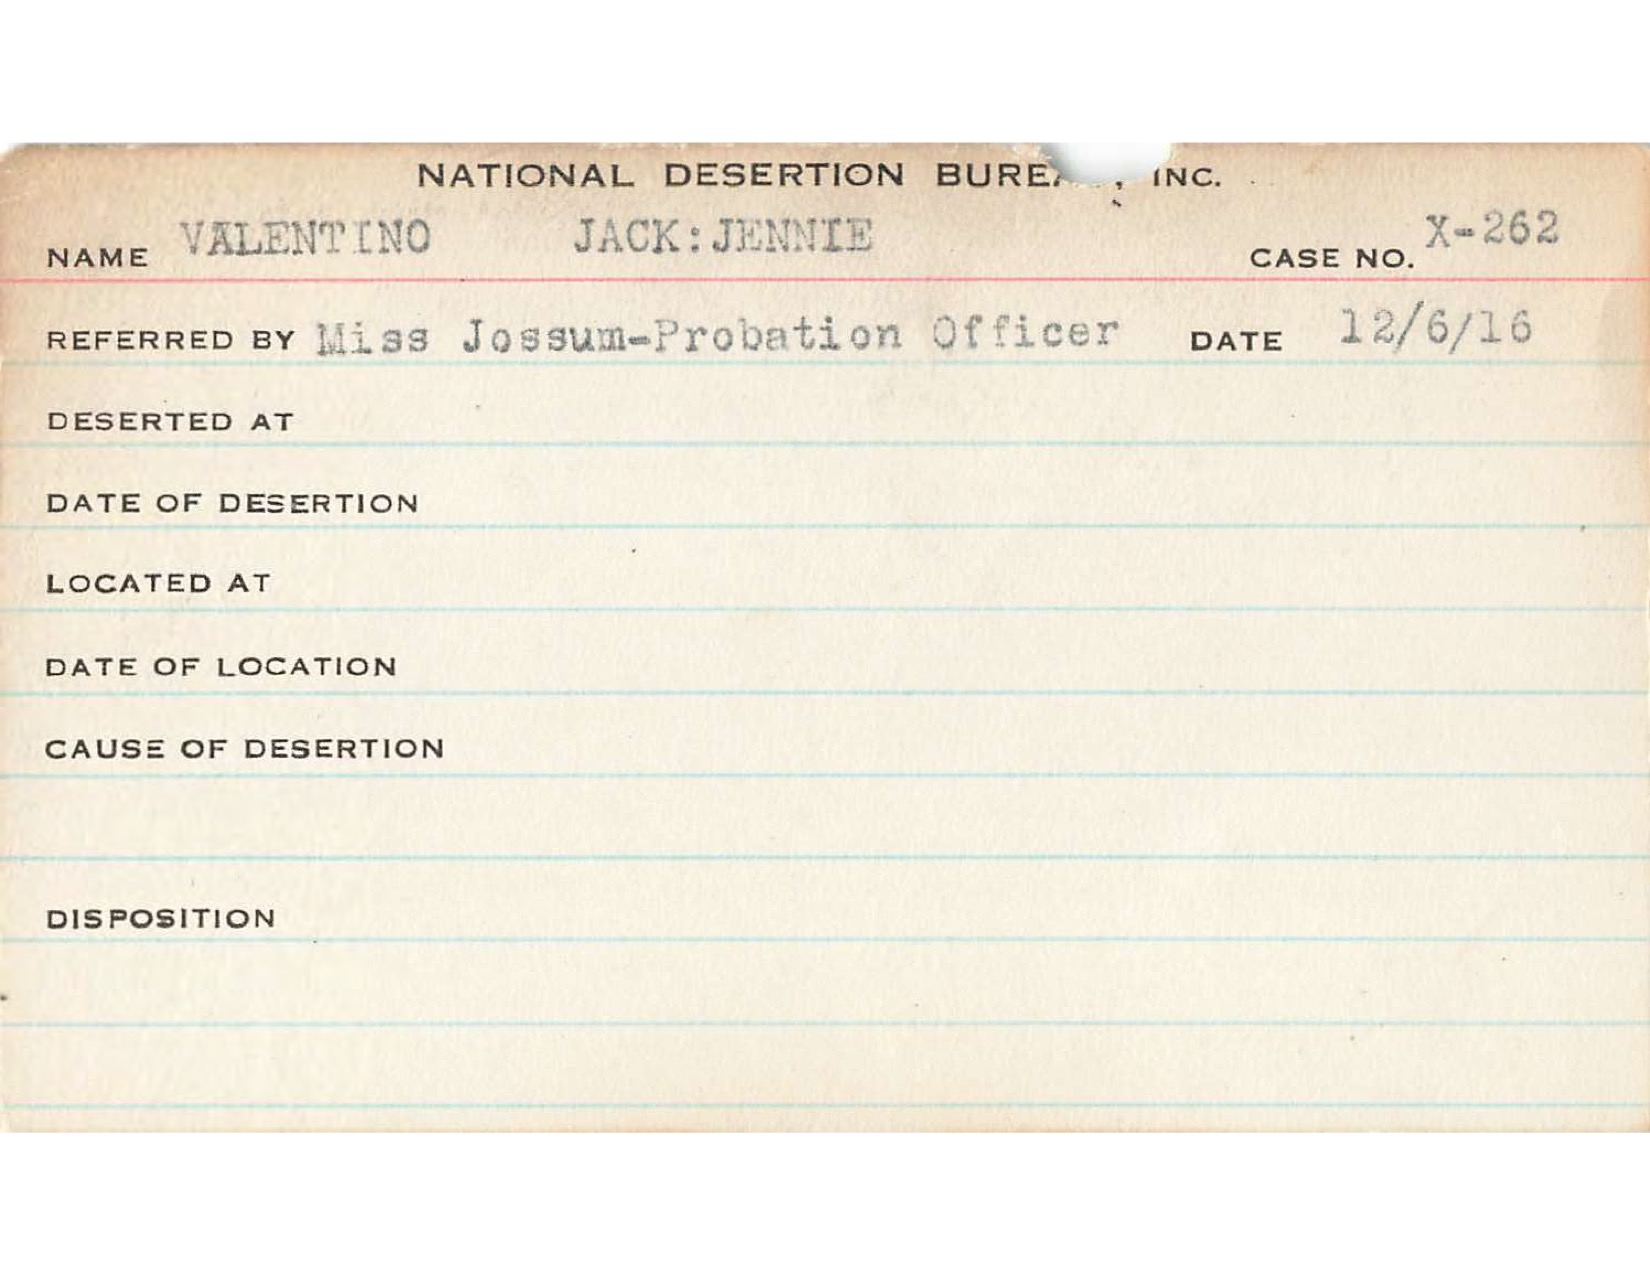 NATIONAL DESERTION BUREA, INC.
NAME VALENTINO JACK:JENNIE CASE NO. X-262
REFERRED BY Miss Jossum-Probation Officer DATE 12/6/16
DESERTED AT
DATE OF DESERTION
LOCATED AT
DATE OF LOCATION
CAUSE OF DESERTION
DISPOSITION